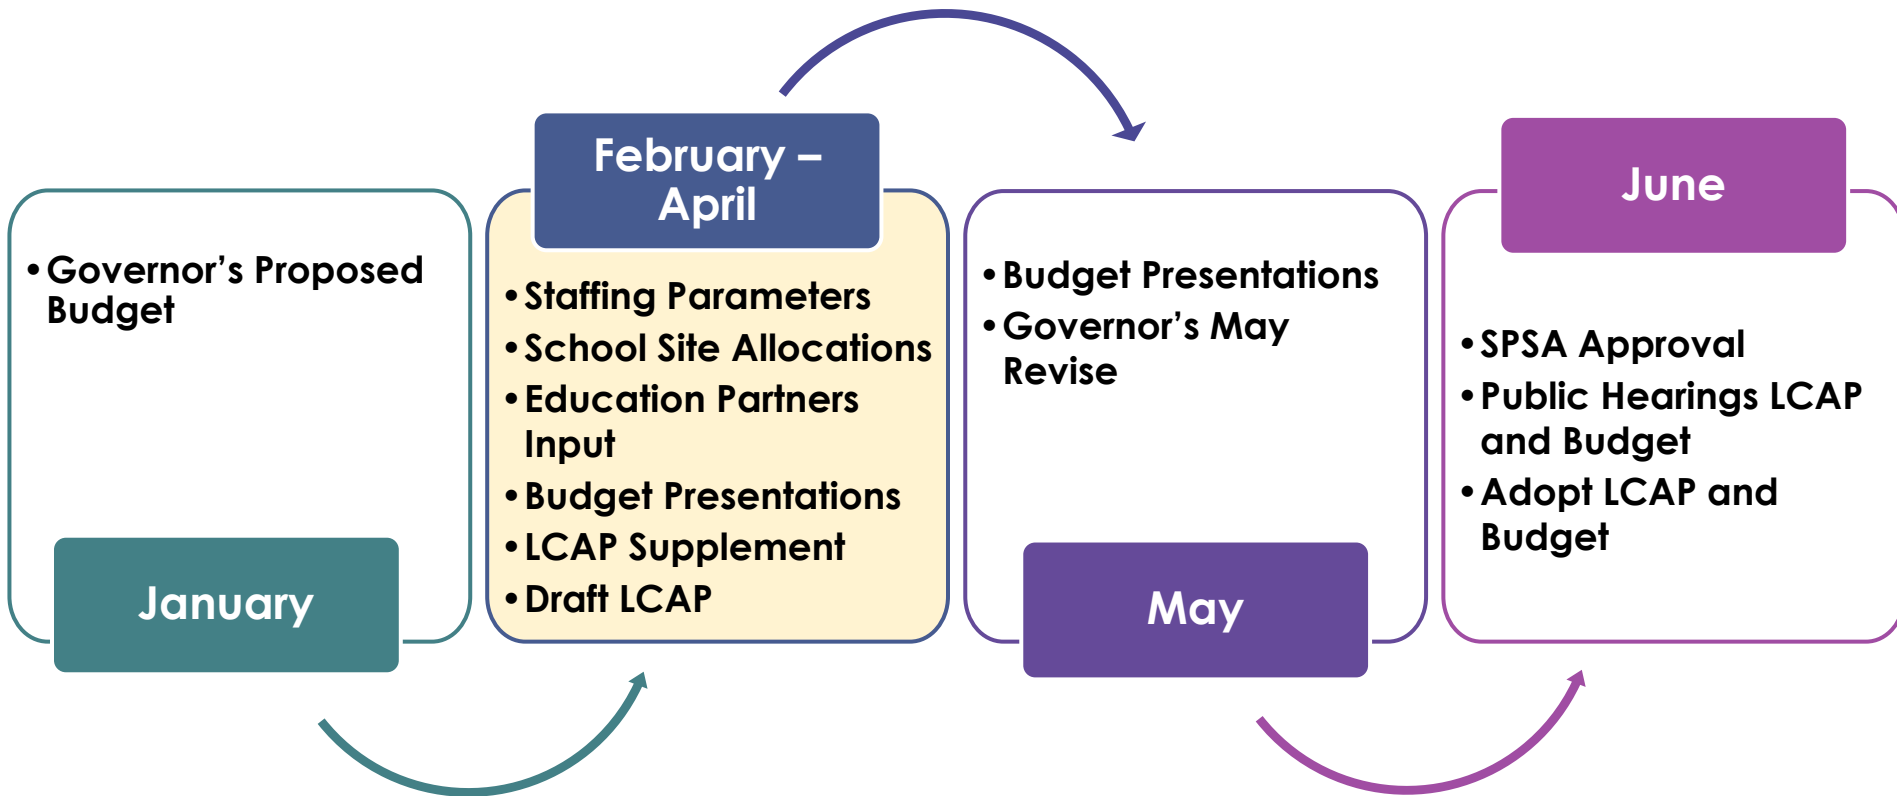 • Governor’s Proposed
Budget
January
February –
April
• Staffing Parameters
• School Site Allocations
• Education Partners
Input
• Budget Presentations
• LCAP Supplement
• Draft LCAP
• Budget Presentations
• Governor’s May
Revise
May
June
• SPSA Approval
• Public Hearings LCAP
and Budget
• Adopt LCAP and
Budget